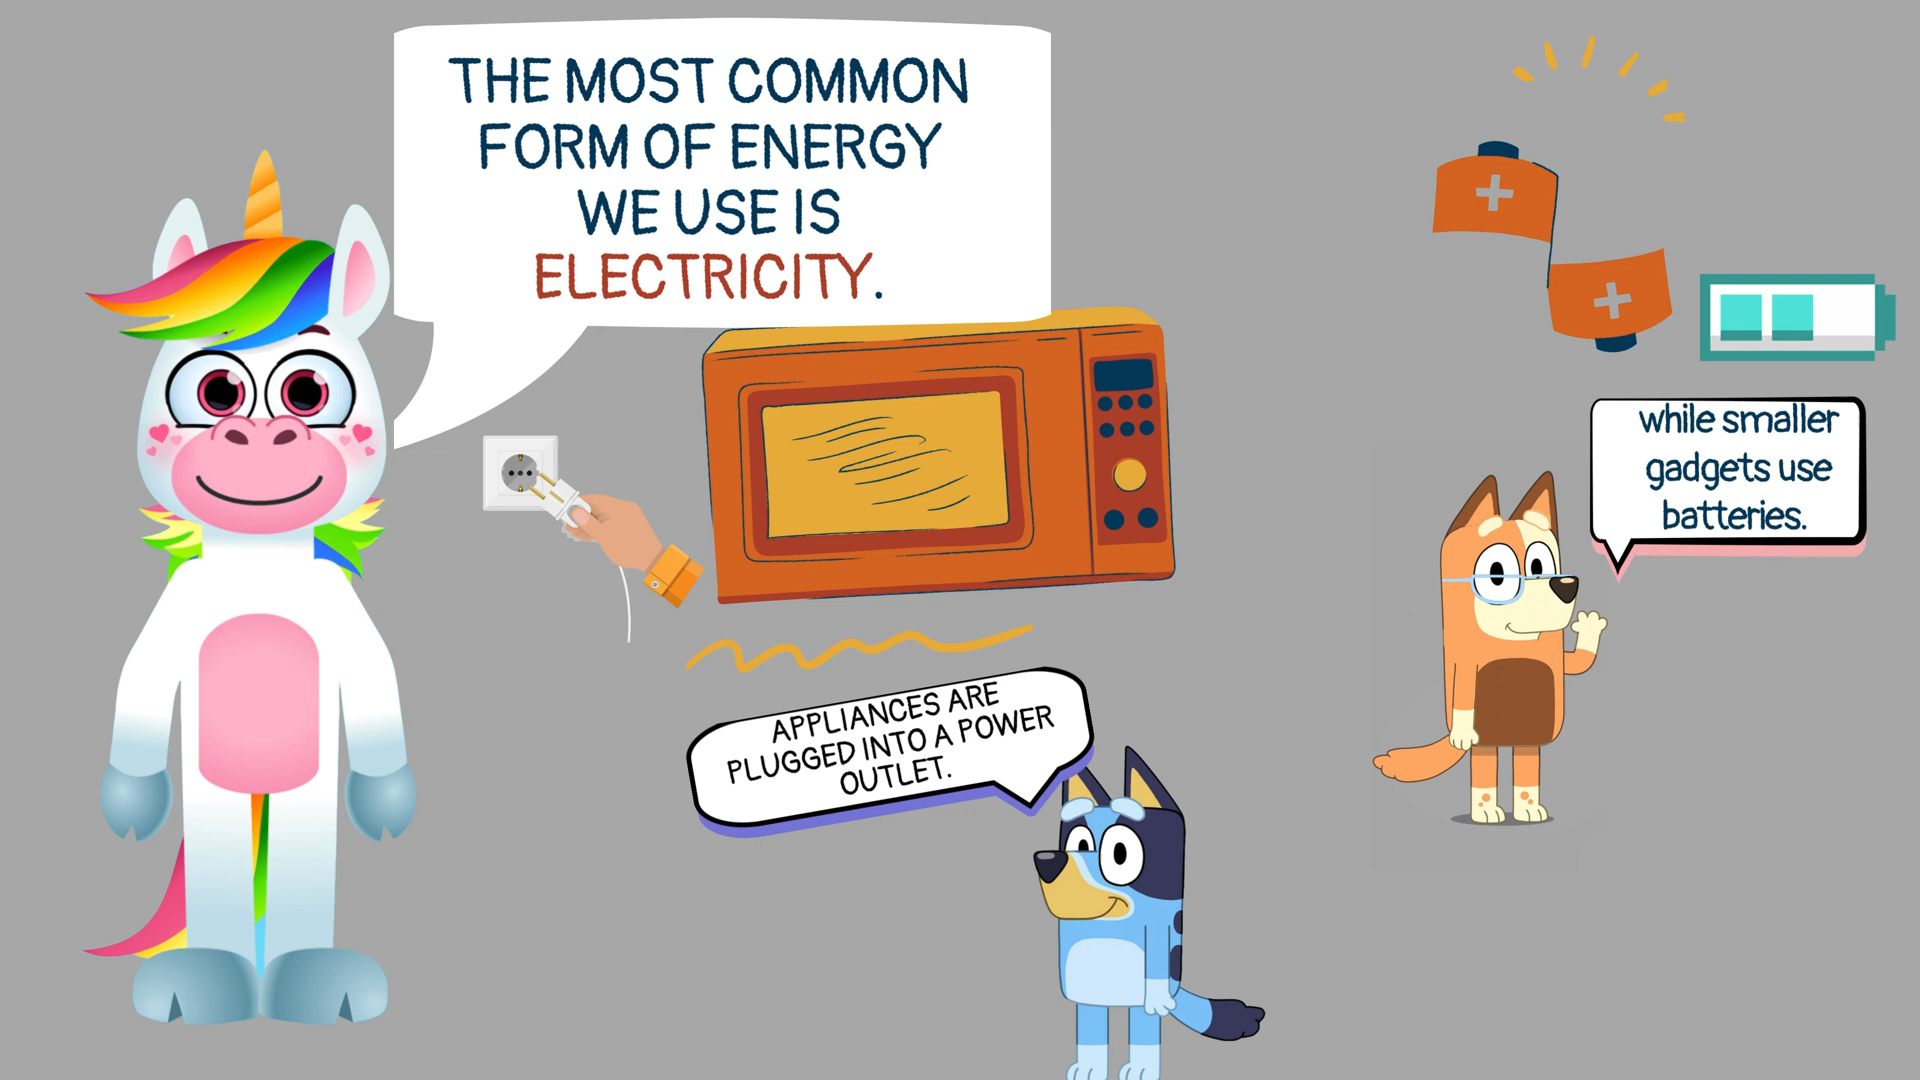 THE MOST COMMON
FORM OF ENERGY
WE USE IS
ELECTRICITY.
while smaller
gadgets use
batteries.
APPLIANCES ARE
PLUGGED INTO A POWER
OUTLET.